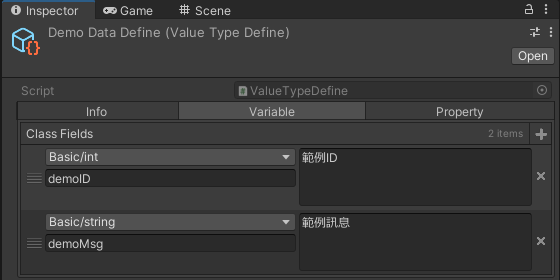 Inspector
Game
Scene
Demo Data Define (Value Type Define)
Open
Script
ValueTypeDefine
Info
Variable
Property
Class Fields
2 items
Basic/int
範例ID
demoID
Basic/string
範例訊息
demoMsg